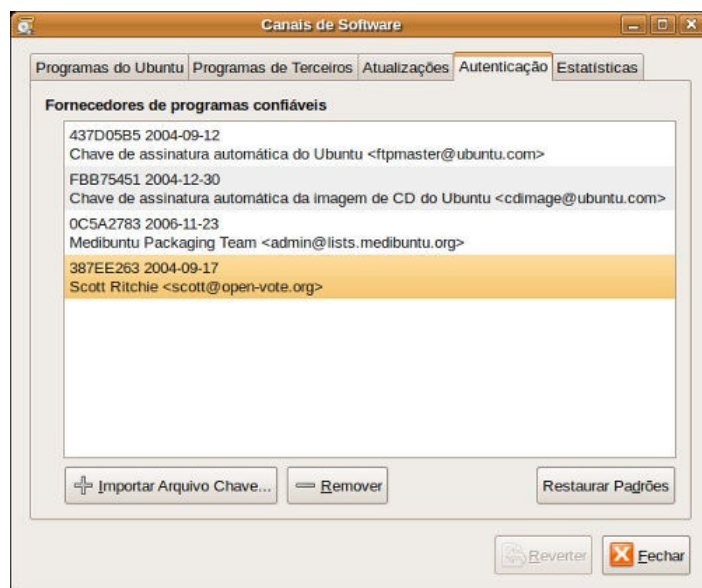 Canais de Software
Programas do Ubuntu Programas de Terceiros Atualizações Autenticação Estatísticas
Fornecedores de programas confiáveis
437D05B5 2004-09-12
Chave de assinatura automática do Ubuntu <ftpmaster@ubuntu.com>
FBB75451 2004-12-30
Chave de assinatura automática da imagem de CD do Ubuntu <cdimage@ubuntu.com>
0C5A2783 2006-11-23
Medibuntu Packaging Team <admin@lists.medibuntu.org>
387EE263 2004-09-17
Scott Ritchie <scott@open-vote.org>
Importar Arquivo Chave... Remover Restaurar Padrões
Reverter Fechar